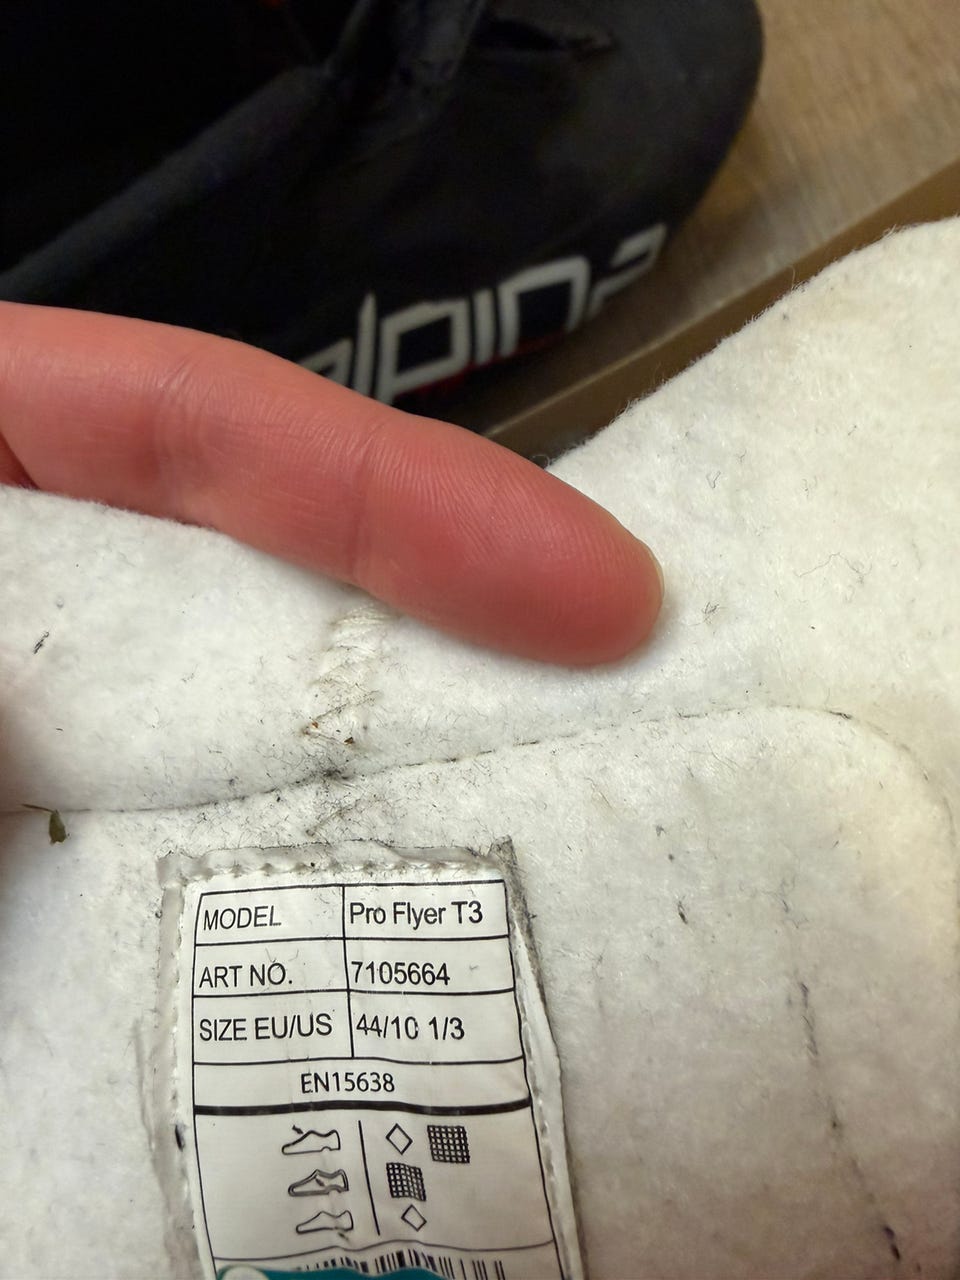 alpina
MODEL Pro Flyer T3
ART NO. 7105664
SIZE EU/US 44/10 1/3
EN15638